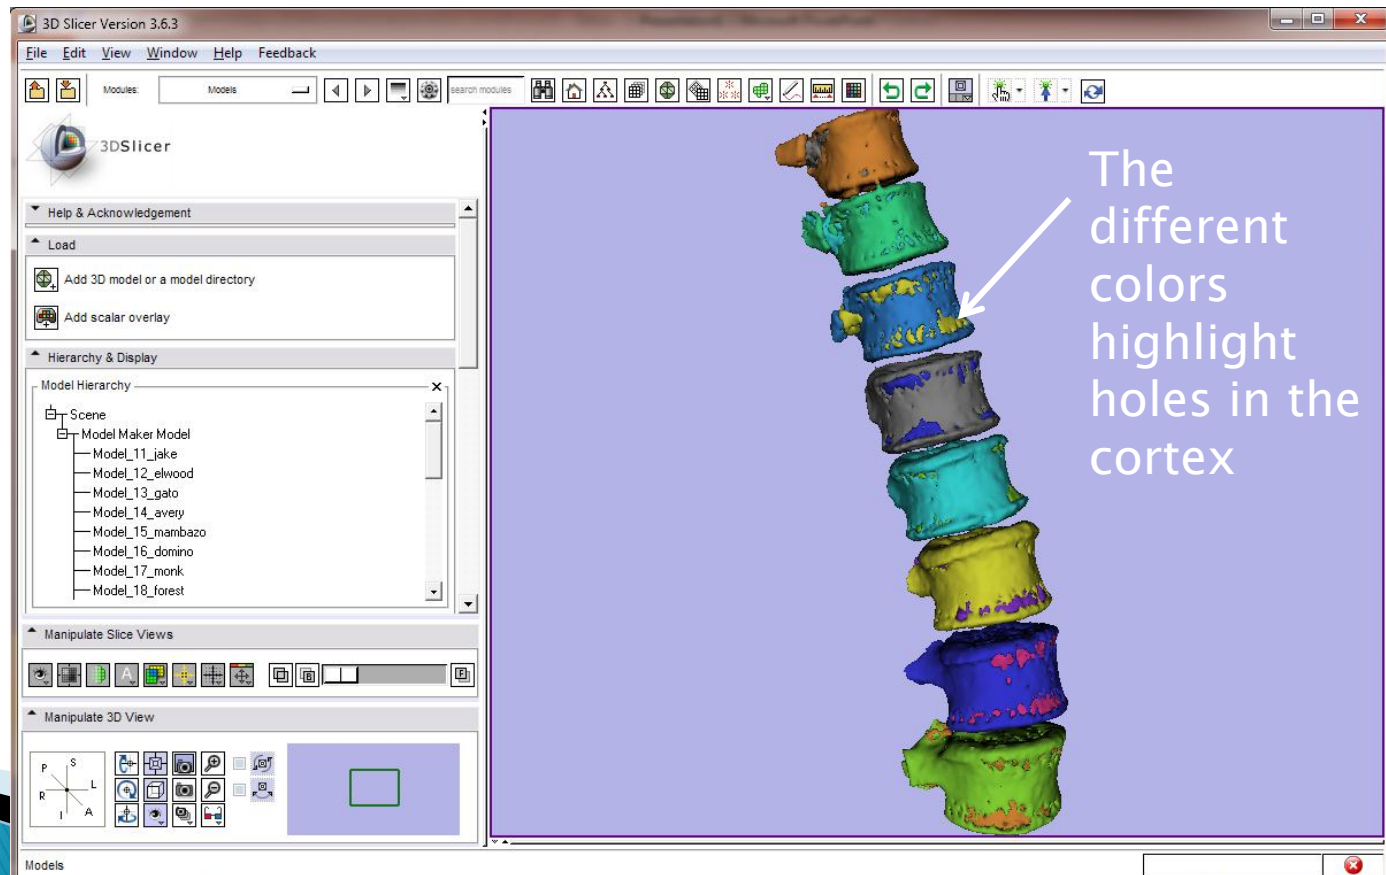 3D Slicer Version 3.6.3
File Edit View Window Help Feedback
Modules: Models search modules
3DSlicer
Help & Acknowledgement
Load
Add 3D model or a model directory
Add scalar overlay
Hierarchy & Display
Model Hierarchy
Scene
Model Maker Model
Model_11_jake
Model_12_elwood
Model_13_gato
Model_14_avery
Model_15_mambazo
Model_16_domino
Model_17_monk
Model_18_forest
Manipulate Slice Views
Manipulate 3D View
P S
R L
I A
Models
The
different
colors
highlight
holes in the
cortex